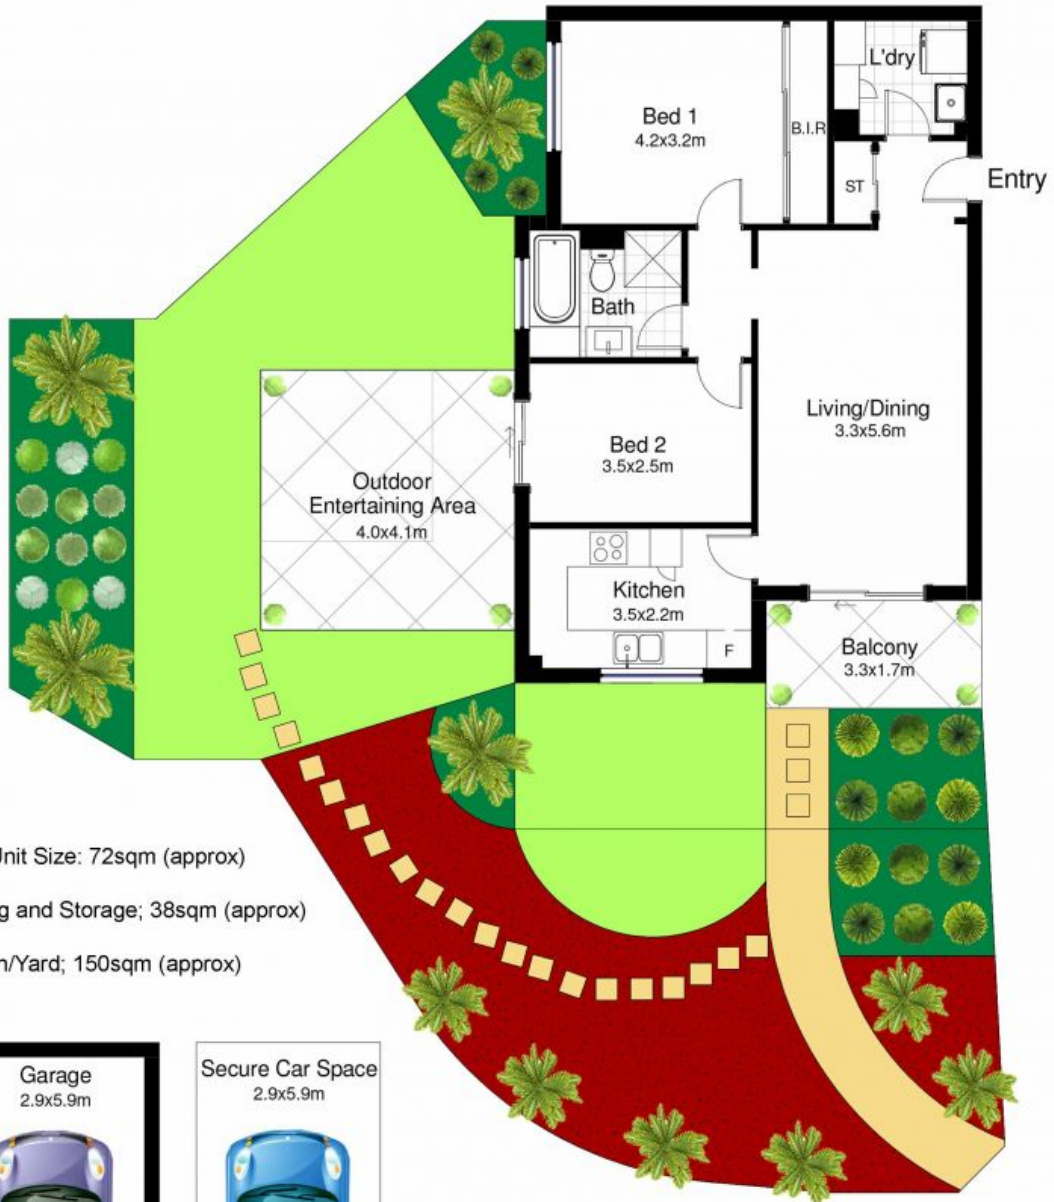 L'dry
Bed 1
4.2x3.2m
B.I.R
ST
Entry
Bath
Living/Dining
3.3x5.6m
Bed 2
3.5x2.5m
Outdoor
Entertaining Area
4.0x4.1m
Kitchen
3.5x2.2m
F
Balcony
3.3x1.7m
Unit Size: 72sqm (approx)
and Storage; 38sqm (approx)
150sqm (approx)
Garage
2.9x5.9m
Secure Car Space
2.9x5.9m